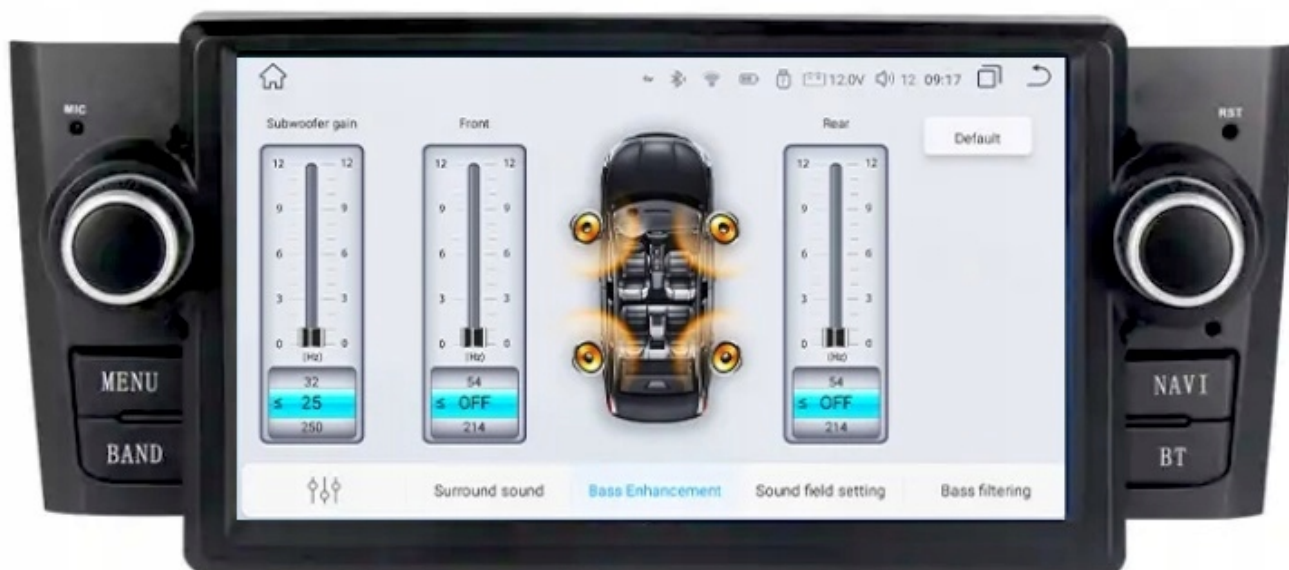 MIC
RST
12.0V 12 09:17
Subwoofer gain
Front
Rear
Default
12 12
9 9
6 6
3 3
0 0
(Hz)
32
≤ 25
250
12 12
9 9
6 6
3 3
0 0
(Hz)
54
≤ OFF
214
12 12
9 9
6 6
3 3
0 0
(Hz)
54
≤ OFF
214
MENU
BAND
NAVI
BT
Surround sound
Bass Enhancement
Sound field setting
Bass filtering